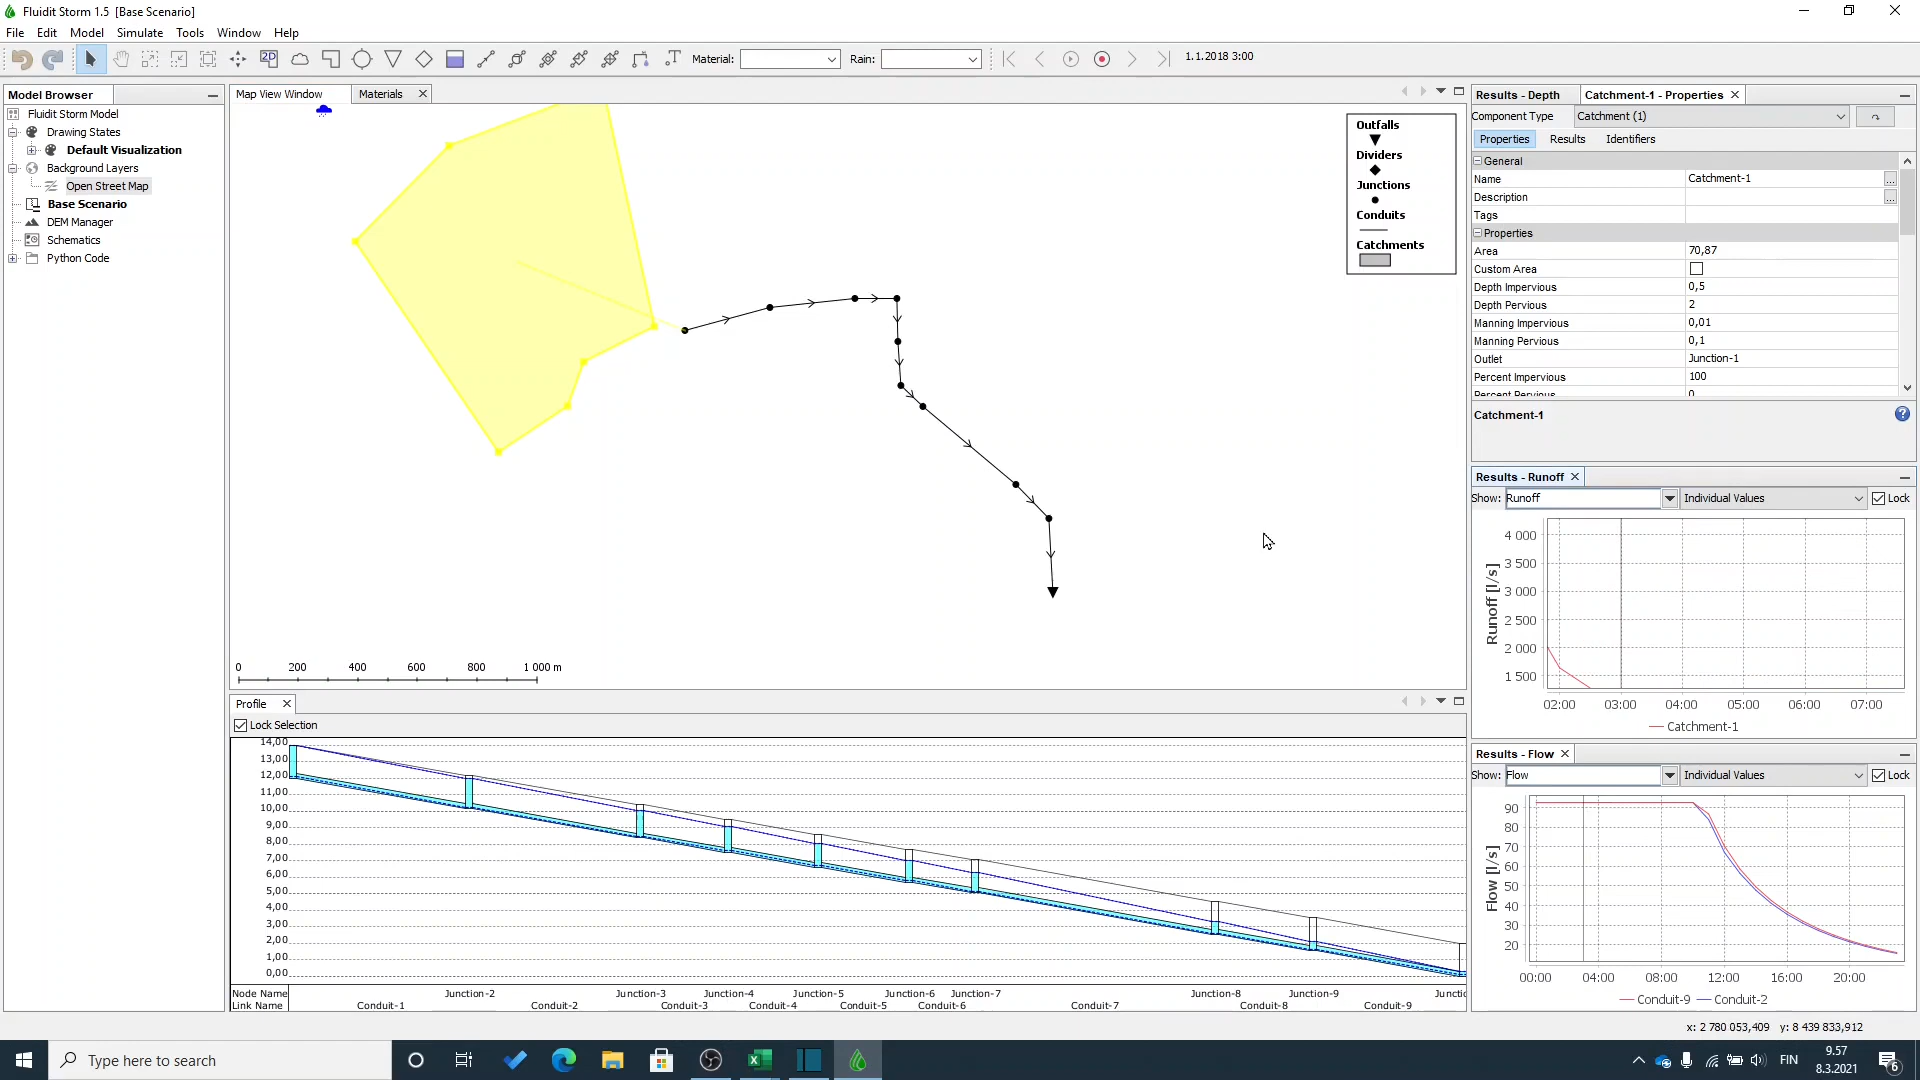 Fluidit Storm 1.5 [Base Scenario]
File Edit Model Simulate Tools Window Help
2D Material: Rain: 1.1.2018 3:00
Model Browser
Fluidit Storm Model
Drawing States
Default Visualization
Background Layers
Open Street Map
Base Scenario
DEM Manager
Schematics
Python Code
Map View Window Materials
Outfalls
Dividers
Junctions
Conduits
Catchments
0 200 400 600 800 1 000 m
Profile
Lock Selection
14,00
13,00
12,00
11,00
10,00
9,00
8,00
7,00
6,00
5,00
4,00
3,00
2,00
1,00
0,00
Node Name Junction-2 Junction-3 Junction-4 Junction-5 Junction-6 Junction-7 Junction-8 Junction-9 Junctio
Link Name Conduit-1 Conduit-2 Conduit-3 Conduit-4 Conduit-5 Conduit-6 Conduit-7 Conduit-8 Conduit-9
Results - Depth Catchment-1 - Properties
Component Type Catchment (1)
Properties Results Identifiers
General
Name Catchment-1 ...
Description ...
Tags
Properties
Area 70,87
Custom Area
Depth Impervious 0,5
Depth Pervious 2
Manning Impervious 0,01
Manning Pervious 0,1
Outlet Junction-1
Percent Impervious 100
Percent Pervious 0
Catchment-1 ?
Results - Runoff
Show: Runoff Individual Values Lock
Runoff [l/s]
4 000
3 500
3 000
2 500
2 000
1 500
02:00 03:00 04:00 05:00 06:00 07:00
Catchment-1
Results - Flow
Show: Flow Individual Values Lock
Flow [l/s]
90
80
70
60
50
40
30
20
00:00 04:00 08:00 12:00 16:00 20:00
Conduit-9 Conduit-2
x: 2 780 053,409 y: 8 439 833,912
Type here to search
FIN
9.57
8.3.2021
6